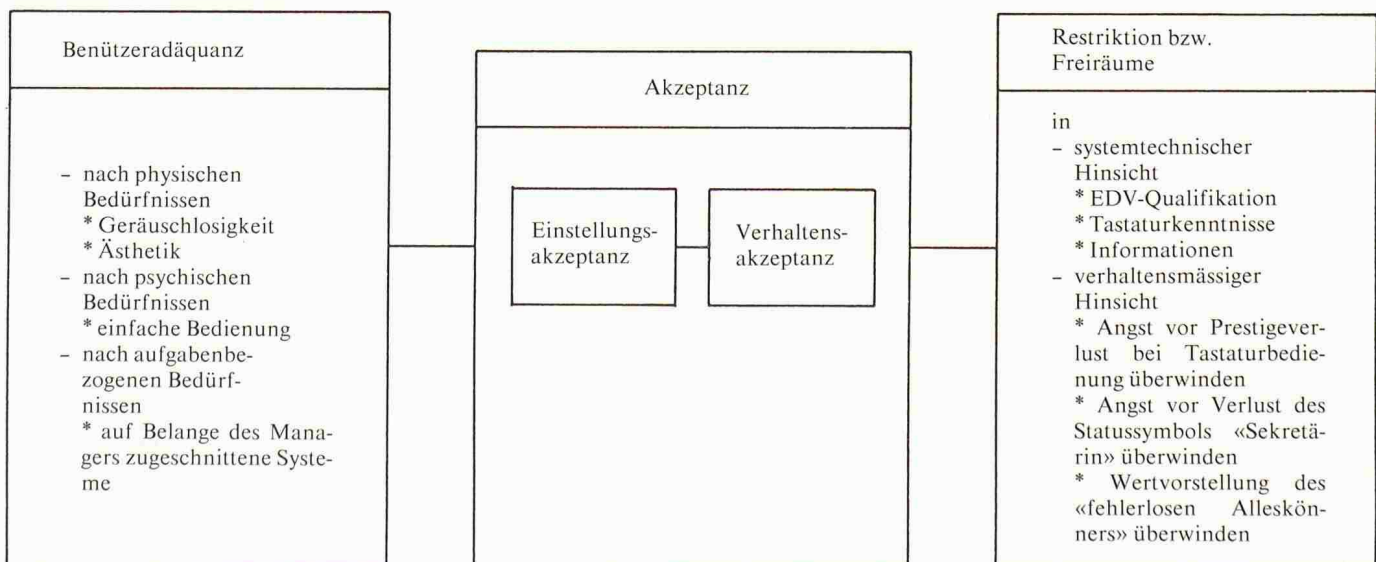 Benützeradäquanz
– nach physischen
Bedürfnissen
* Geräuschlosigkeit
* Ästhetik
– nach psychischen
Bedürfnissen
* einfache Bedienung
– nach aufgabenbe-
zogenen Bedürf-
nissen
* auf Belange des Mana-
gers zugeschnittene Syste-
me
Akzeptanz
Einstellungs-
akzeptanz
Verhaltens-
akzeptanz
Restriktion bzw.
Freiräume
in
– systemtechnischer
Hinsicht
* EDV-Qualifikation
* Tastaturkenntnisse
* Informationen
– verhaltensmässiger
Hinsicht
* Angst vor Prestigever-
lust bei Tastaturbedie-
nung überwinden
* Angst vor Verlust des
Statussymbols «Sekretä-
rin» überwinden
* Wertvorstellung des
«fehlerlosen Alleskön-
ners» überwinden